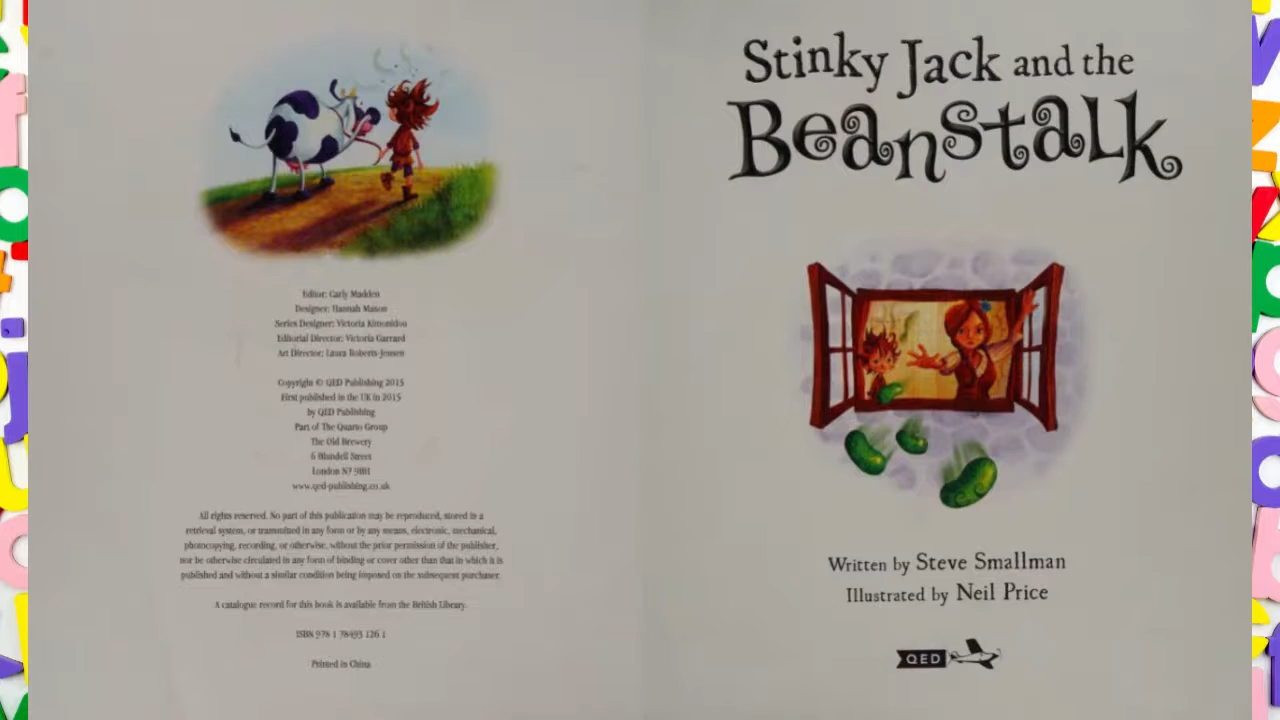 Editor: Carly Madden
Designer: Hannah Mason
Series Designer: Victoria Kimonidou
Editorial Director: Victoria Garrard
Art Director: Laura Roberts-Jensen
Copyright © QED Publishing 2015
First published in the UK in 2015
by QED Publishing
Part of The Quarto Group
The Old Brewery
6 Blundell Street
London N7 9BH
www.qed-publishing.co.uk
All rights reserved. No part of this publication may be reproduced, stored in a
retrieval system, or transmitted in any form or by any means, electronic, mechanical,
photocopying, recording, or otherwise, without the prior permission of the publisher,
nor be otherwise circulated in any form of binding or cover other than that in which it is
published and without a similar condition being imposed on the subsequent purchaser.
A catalogue record for this book is available from the British Library.
ISBN 978 1 78493 126 1
Printed in China
Stinky Jack and the
Beanstalk
Written by Steve Smallman
Illustrated by Neil Price
QED